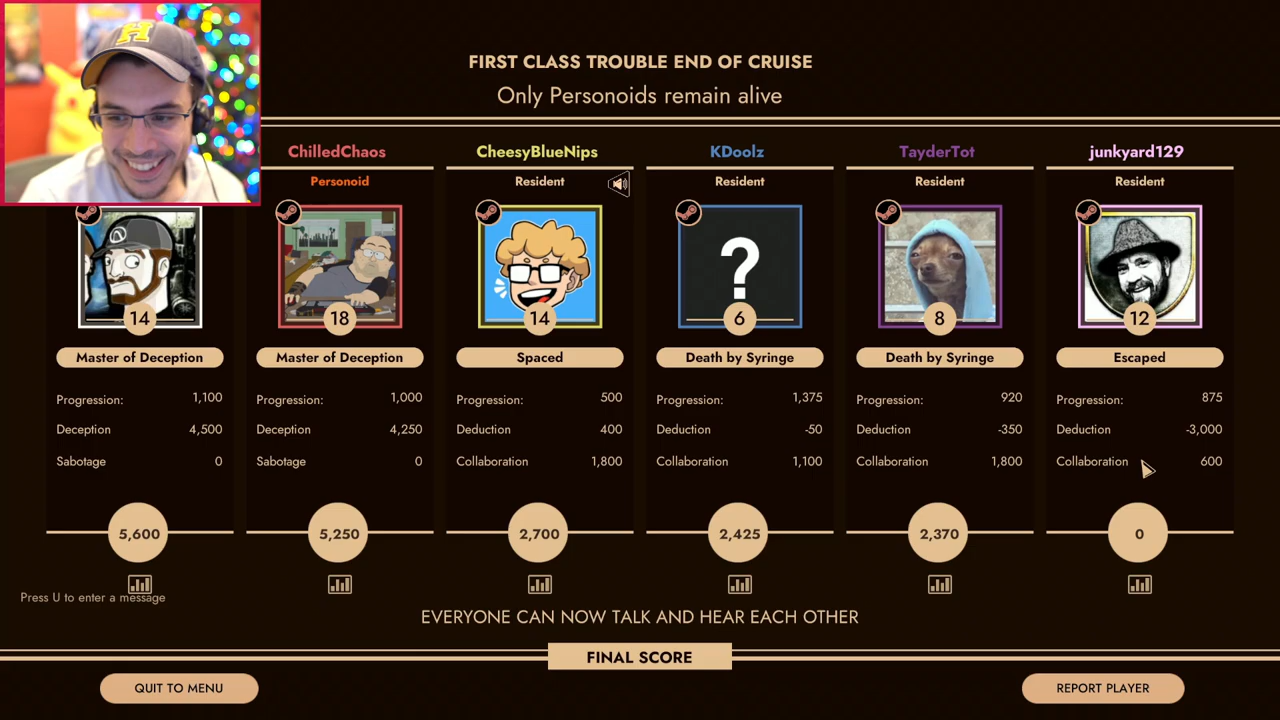 FIRST CLASS TROUBLE END OF CRUISE
Only Personoids remain alive
H
ChilledChaos CheesyBlueNips KDoolz TayderTot junkyard129
Personoid Resident Resident Resident Resident
?
14 18 14 6 8 12
Master of Deception Master of Deception Spaced Death by Syringe Death by Syringe Escaped
Progression: 1,100 Progression: 1,000 Progression: 500 Progression: 1,375 Progression: 920 Progression: 875
Deception 4,500 Deception 4,250 Deduction 400 Deduction -50 Deduction -350 Deduction -3,000
Sabotage 0 Sabotage 0 Collaboration 1,800 Collaboration 1,100 Collaboration 1,800 Collaboration 600
5,600 5,250 2,700 2,425 2,370 0
Press U to enter a message
EVERYONE CAN NOW TALK AND HEAR EACH OTHER
FINAL SCORE
QUIT TO MENU REPORT PLAYER